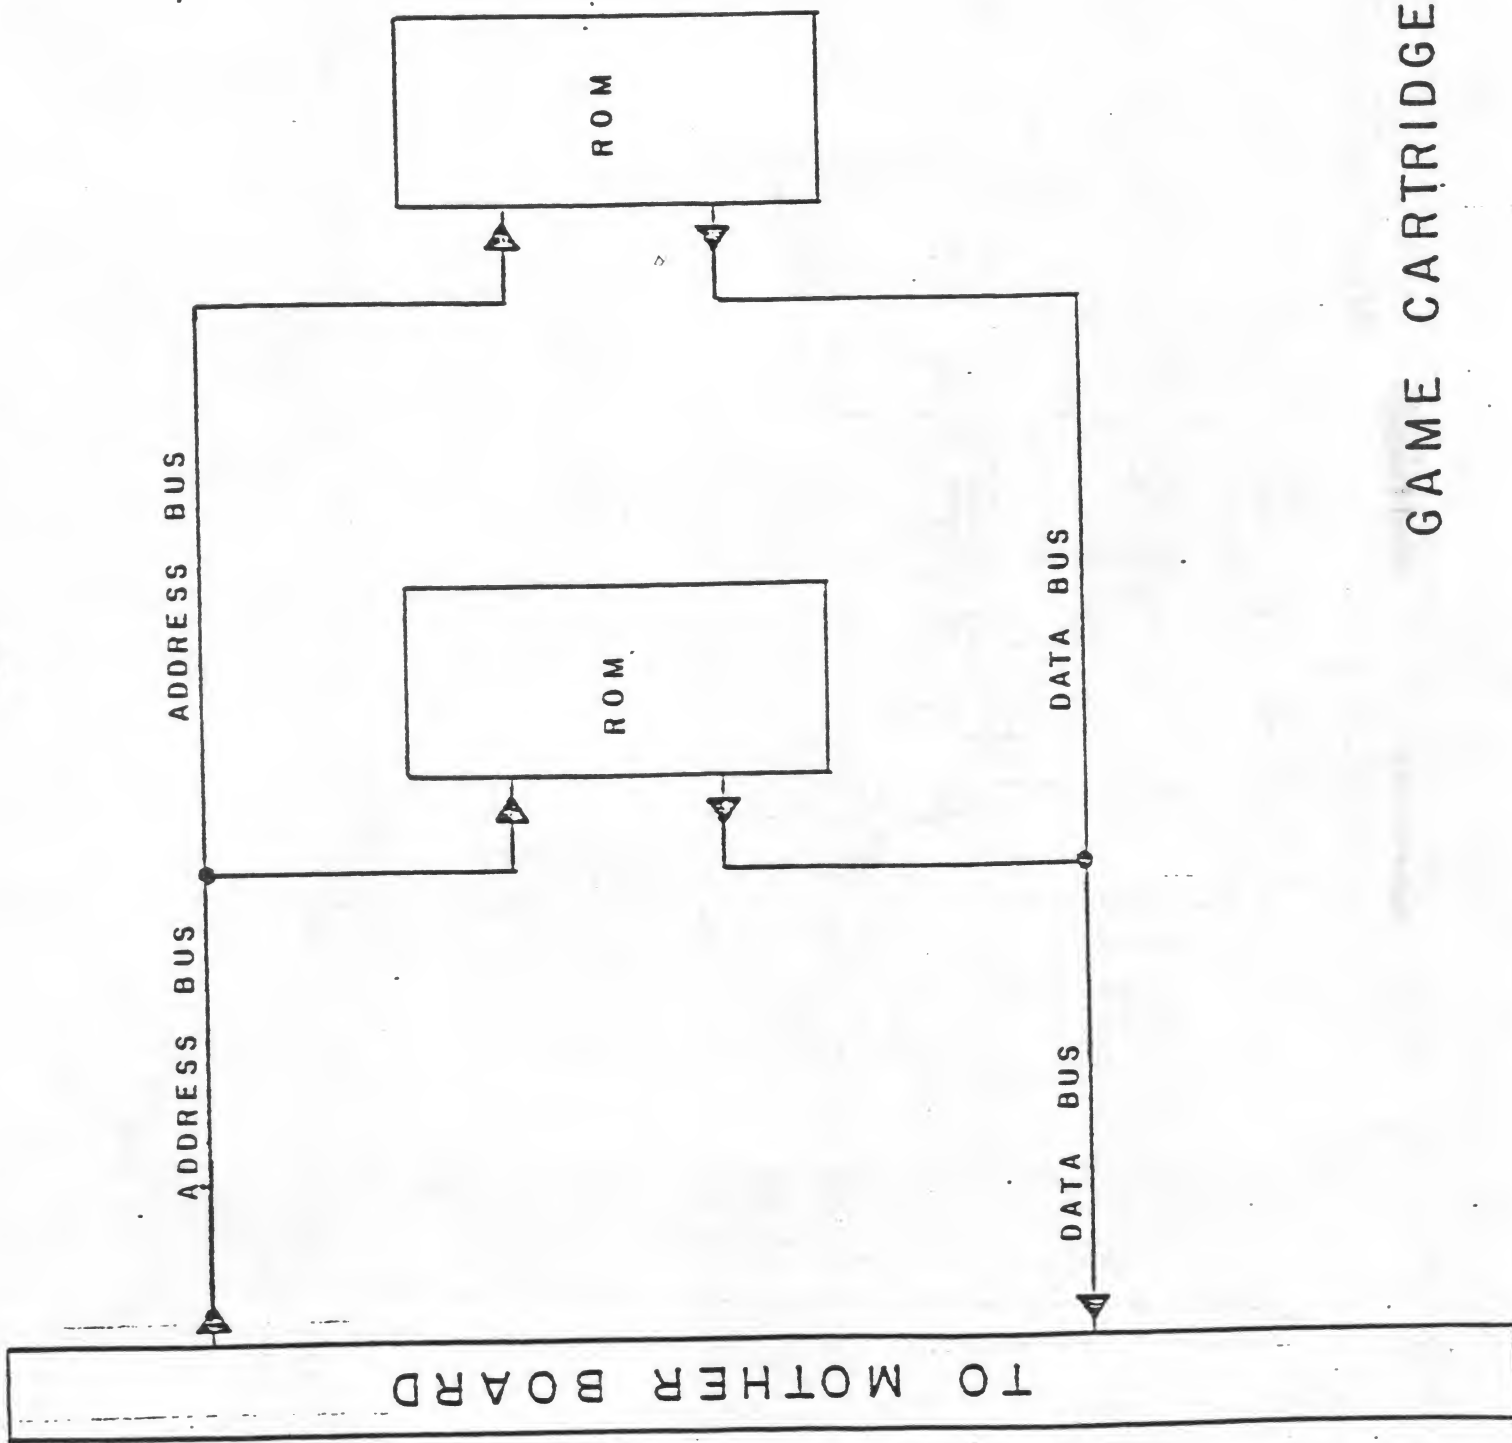 ROM
ADDRESS BUS
ROM
DATA BUS
ADDRESS BUS
DATA BUS
TO MOTHER BOARD
GAME CARTRIDGE